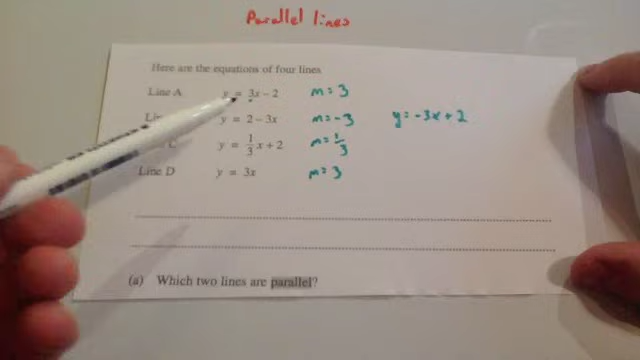 Parallel lines
Here are the equations of four lines
Line A y = 3x − 2 m = 3
y = 2 − 3x m = -3 y = -3x + 2
y = 1/3 x + 2 m = 1/3
Line D y = 3x m = 3
(a) Which two lines are parallel?